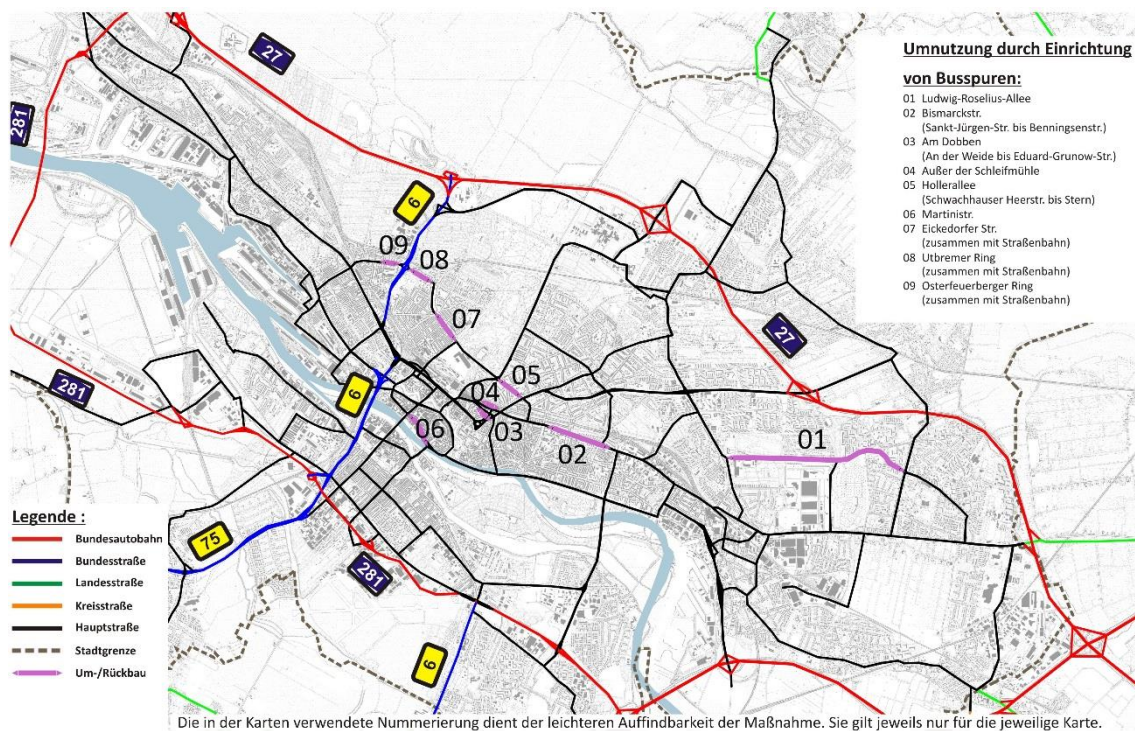 Umnutzung durch Einrichtung
von Busspuren:
01 Ludwig-Roselius-Allee
02 Bismarckstr.
(Sankt-Jürgen-Str. bis Benningsenstr.)
03 Am Dobben
(An der Weide bis Eduard-Grunow-Str.)
04 Außer der Schleifmühle
05 Hollerallee
(Schwachhauser Heerstr. bis Stern)
06 Martinistr.
07 Eickedorfer Str.
(zusammen mit Straßenbahn)
08 Utbremer Ring
(zusammen mit Straßenbahn)
09 Osterfeuerberger Ring
(zusammen mit Straßenbahn)
27
281
6
09
08
07
27
281
6
05
04
03
06
02
01
75
281
6
Legende :
Bundesautobahn
Bundesstraße
Landesstraße
Kreisstraße
Hauptstraße
Stadtgrenze
Um-/Rückbau
Die in der Karten verwendete Nummerierung dient der leichteren Auffindbarkeit der Maßnahme. Sie gilt jeweils nur für die jeweilige Karte.